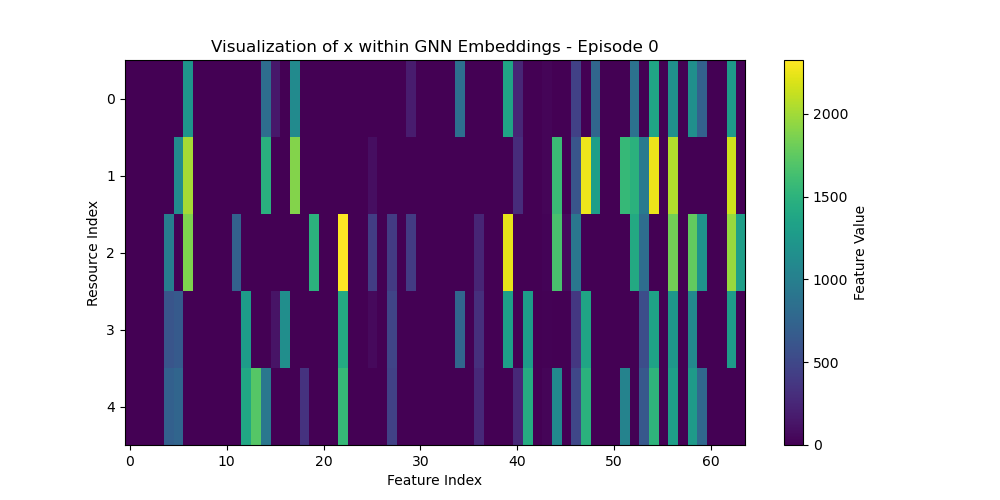 Visualization of x within GNN Embeddings - Episode 0
Resource Index
0
1
2
3
4
0 10 20 30 40 50 60
Feature Index
2000
1500
1000
500
0
Feature Value